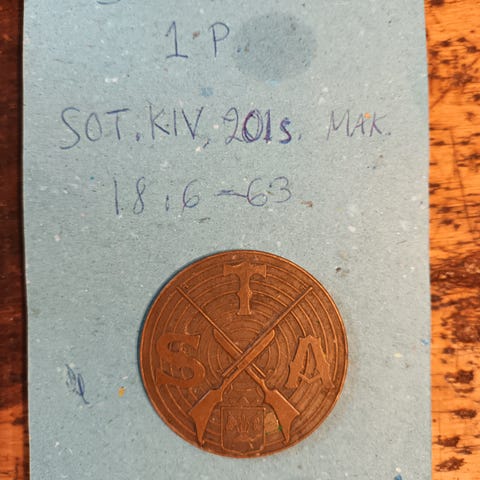 1 P.
SOT. KIV, 201s. MAK.
18.6-63
T
S A